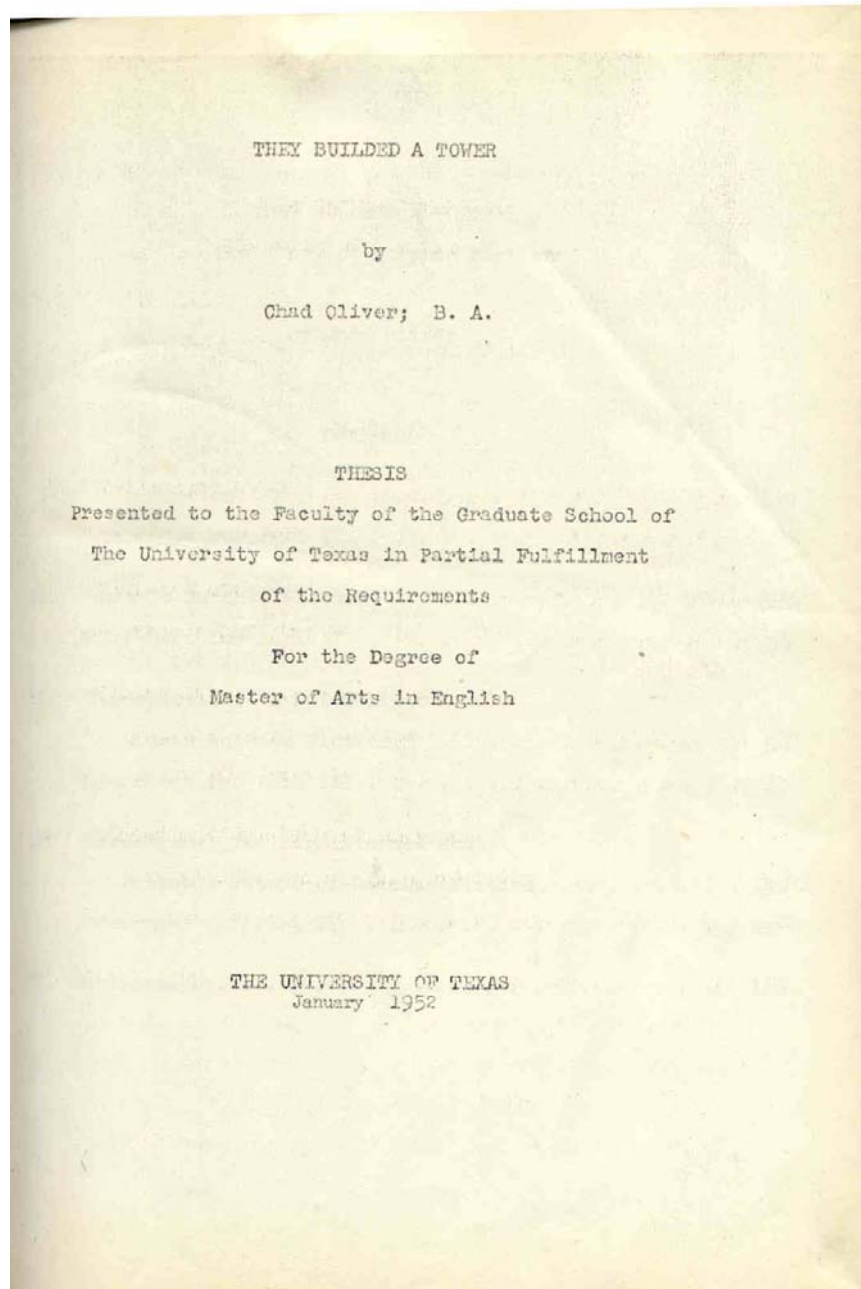 THEY BUILDED A TOWER
by
Chad Oliver; B. A.
THESIS
Presented to the Faculty of the Graduate School of
The University of Texas in Partial Fulfillment
of the Requirements
For the Degree of
Master of Arts in English
THE UNIVERSITY OF TEXAS
January 1952